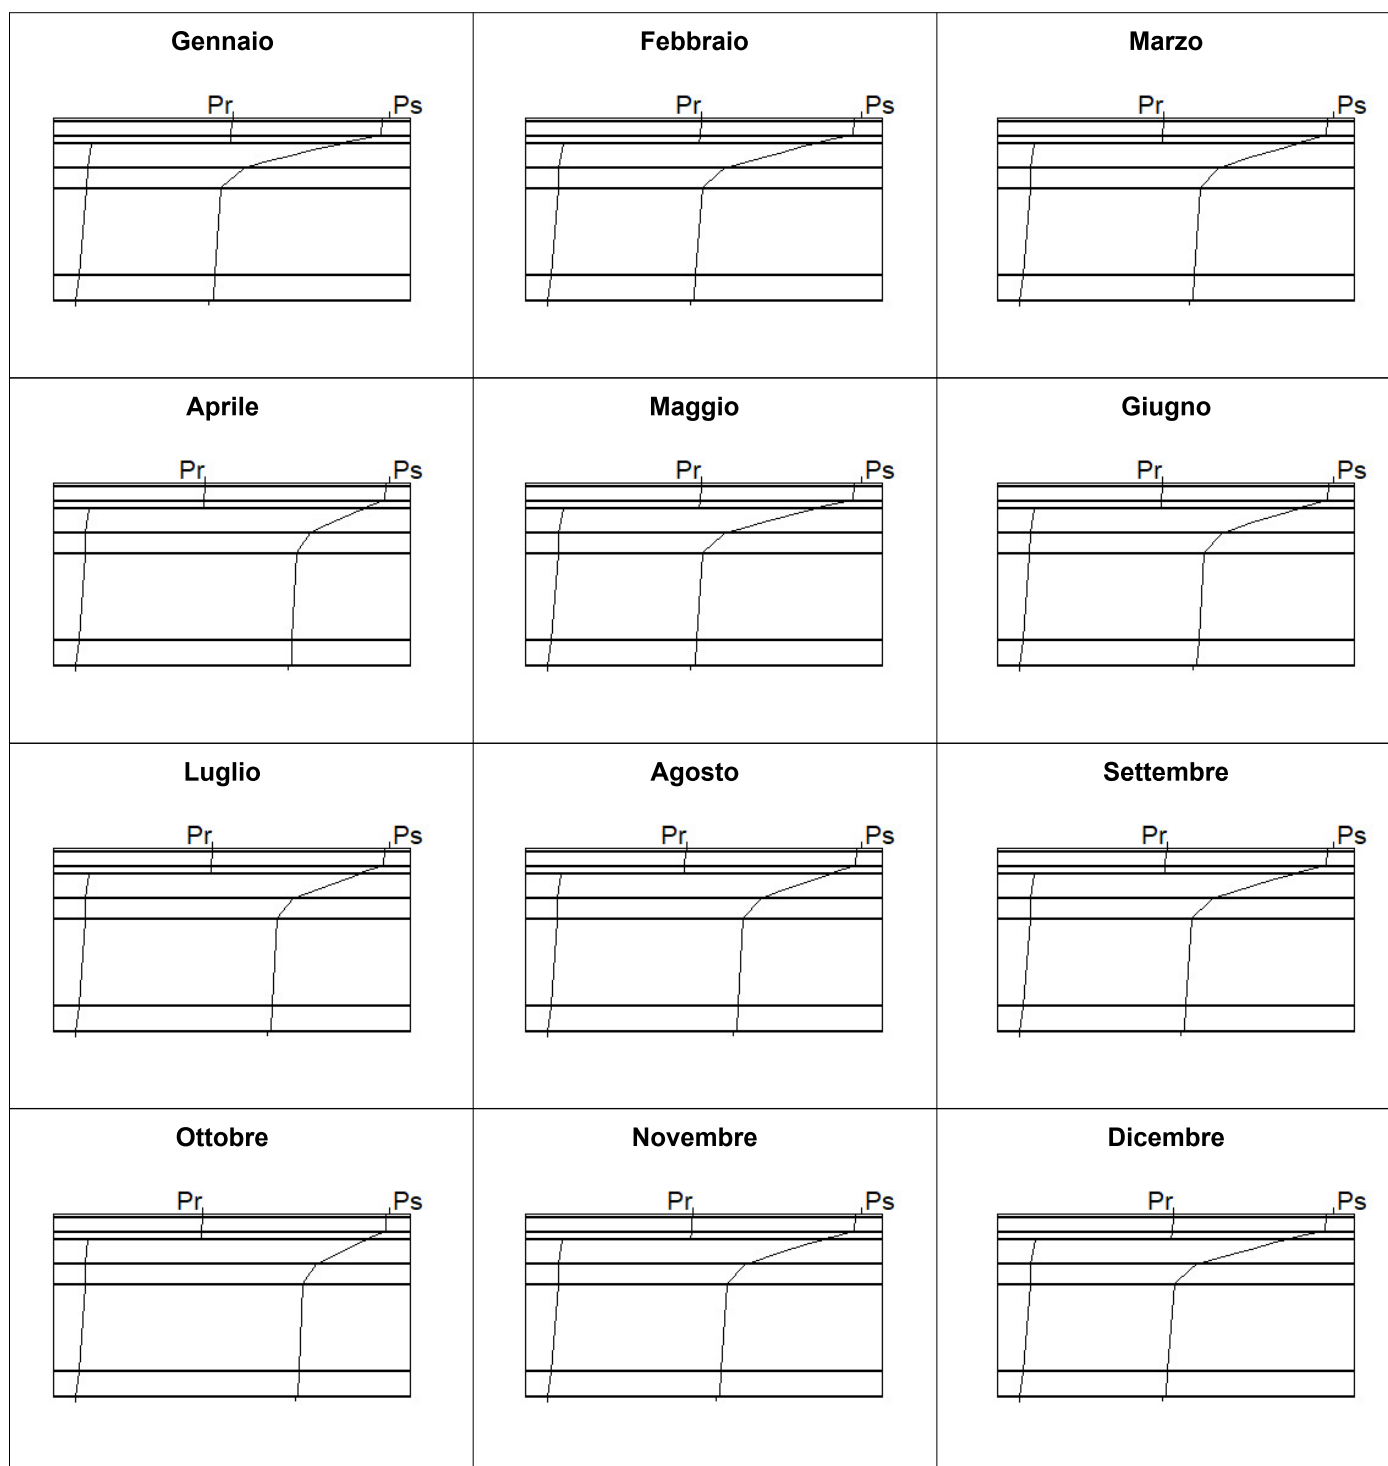 Gennaio Febbraio Marzo
Pr Ps Pr Ps Pr Ps
Aprile Maggio Giugno
Pr Ps Pr Ps Pr Ps
Luglio Agosto Settembre
Pr Ps Pr Ps Pr Ps
Ottobre Novembre Dicembre
Pr Ps Pr Ps Pr Ps